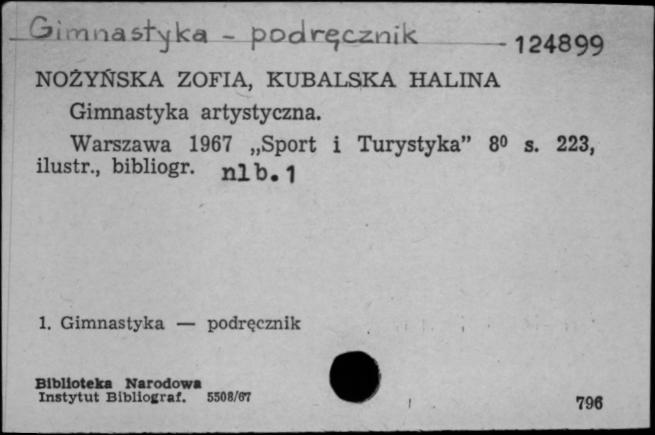 Gimnastyka - podręcznik - 124899
NOŻYŃSKA ZOFIA, KUBALSKA HALINA
Gimnastyka artystyczna.
Warszawa 1967 „Sport i Turystyka” 8⁰ s. 223,
ilustr., bibliogr. nlb. 1
1. Gimnastyka — podręcznik
Biblioteka Narodowa
Instytut Bibliograf. 5508/67
796